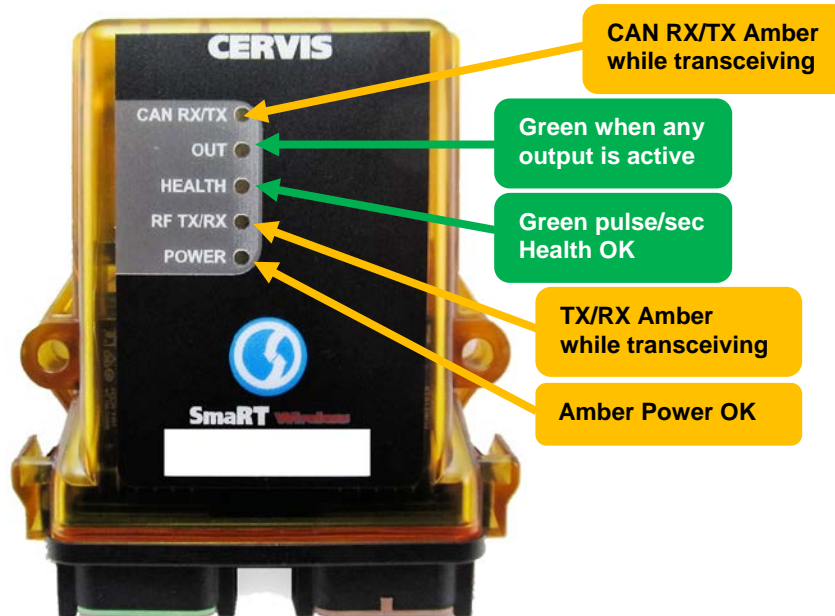 CERVIS
CAN RX/TX
OUT
HEALTH
RF TX/RX
POWER
SmaRT Wireless
CAN RX/TX Amber
while transceiving
Green when any
output is active
Green pulse/sec
Health OK
TX/RX Amber
while transceiving
Amber Power OK